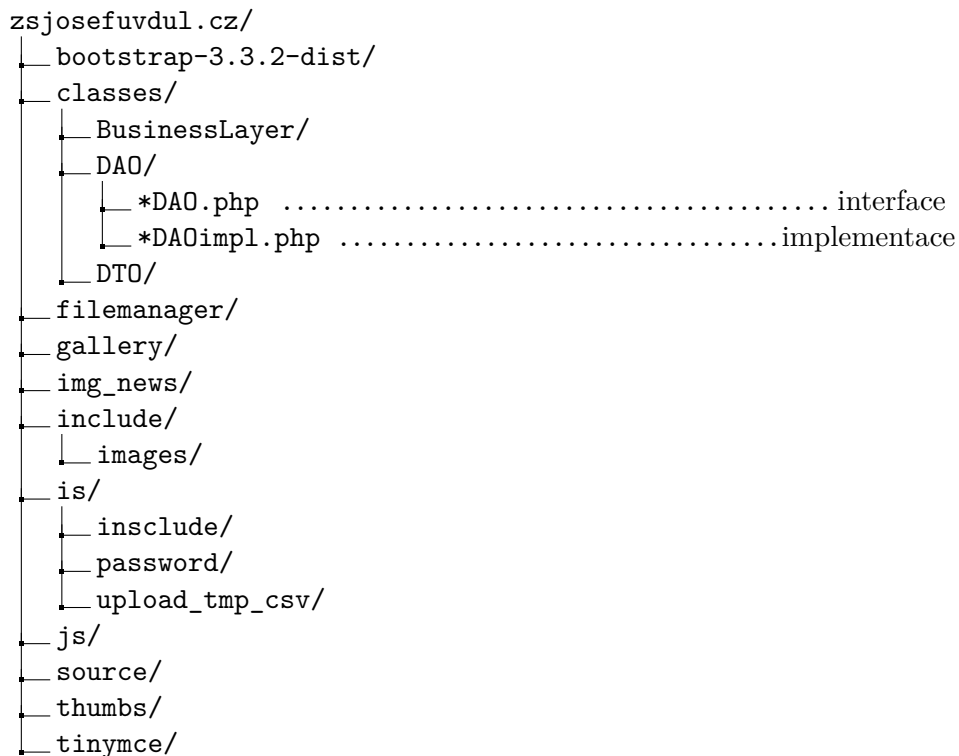 zsjosefuvdul.cz/
bootstrap-3.3.2-dist/
classes/
BusinessLayer/
DAO/
*DAO.php ......................................... interface
*DAOimpl.php .................................implementace
DTO/
filemanager/
gallery/
img_news/
include/
images/
is/
insclude/
password/
upload_tmp_csv/
js/
source/
thumbs/
tinymce/